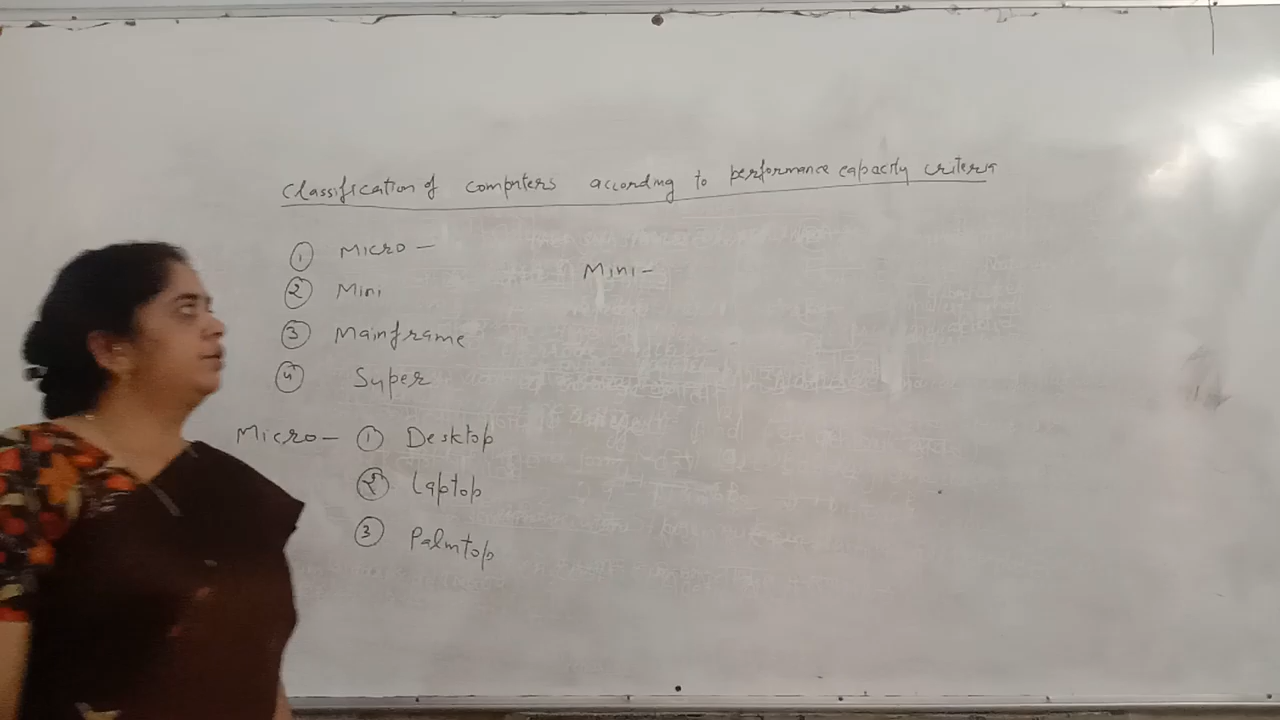 Classification of computers according to performance capacity criteria
① Micro -
② Mini
③ Mainframe
④ Super
Mini -
Micro - ① Desktop
② Laptop
③ Palmtop